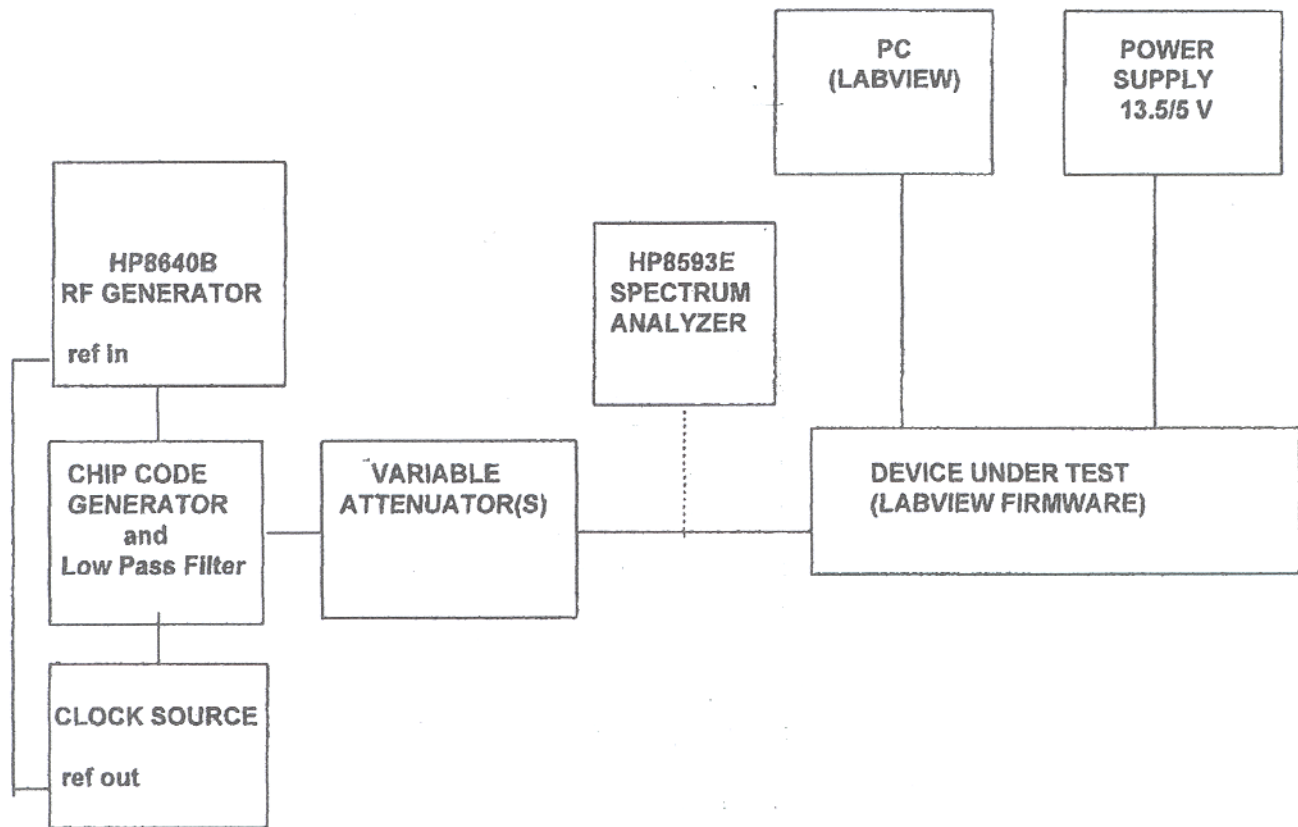 PC
(LABVIEW)
POWER
SUPPLY
13.5/5 V
HP8640B
RF GENERATOR
ref in
HP8593E
SPECTRUM
ANALYZER
CHIP CODE
GENERATOR
and
Low Pass Filter
VARIABLE
ATTENUATOR(S)
DEVICE UNDER TEST
(LABVIEW FIRMWARE)
CLOCK SOURCE
ref out